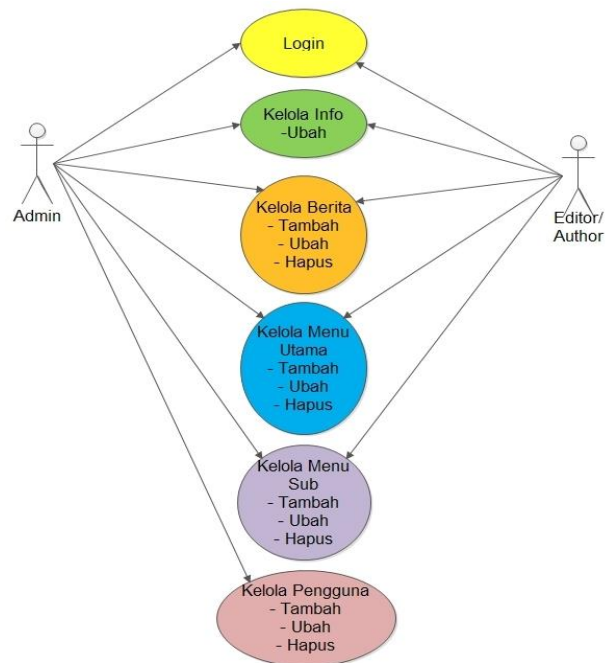 Login
Kelola Info
-Ubah
Admin
Kelola Berita
- Tambah
- Ubah
- Hapus
Editor/
Author
Kelola Menu
Utama
- Tambah
- Ubah
- Hapus
Kelola Menu
Sub
- Tambah
- Ubah
- Hapus
Kelola Pengguna
- Tambah
- Ubah
- Hapus